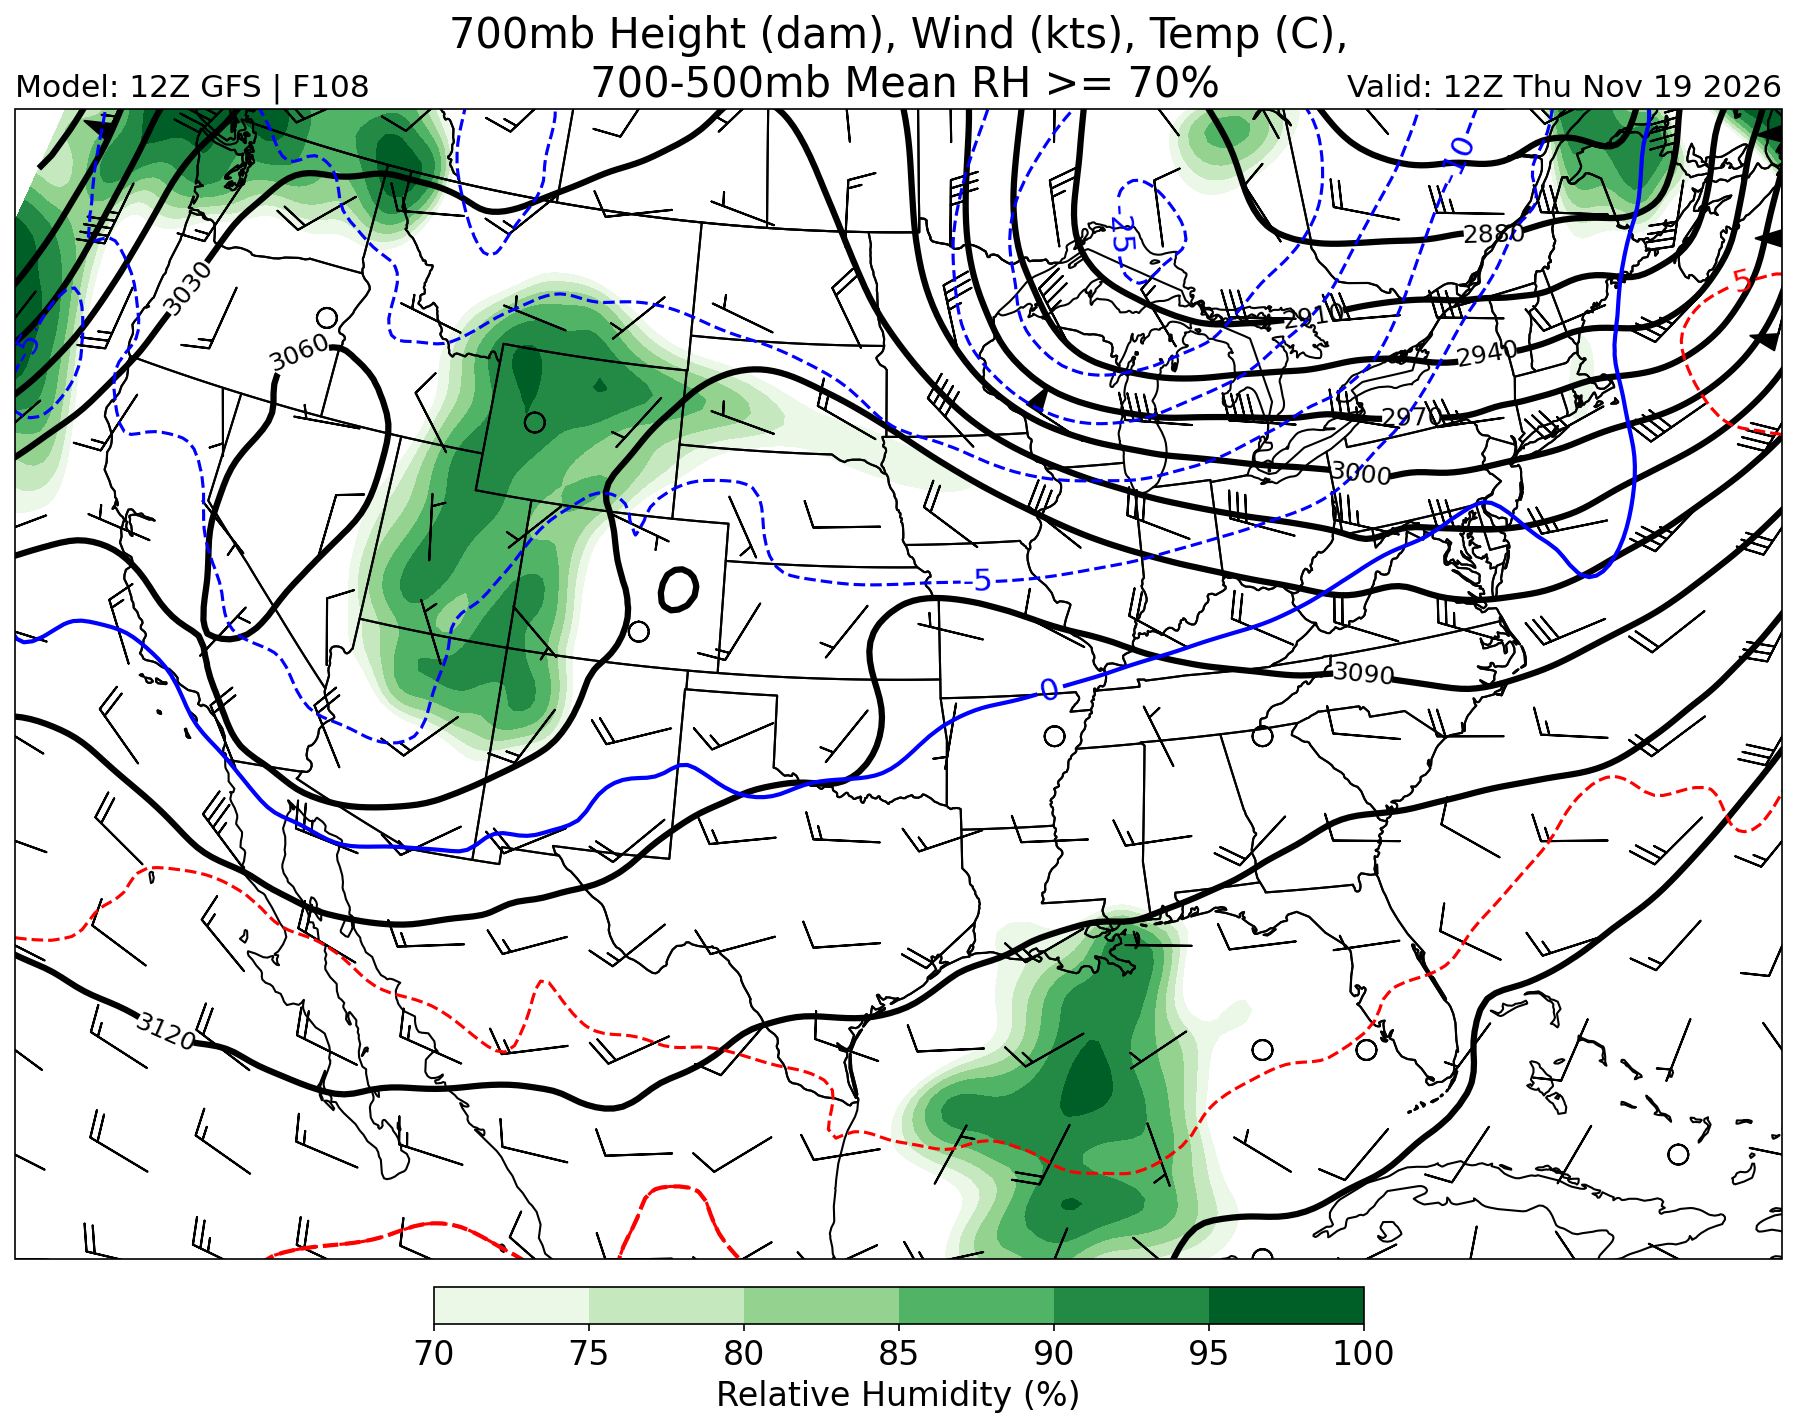 700mb Height (dam), Wind (kts), Temp (C),
Model: 12Z GFS | F108
700-500mb Mean RH >= 70%
Valid: 12Z Thu Nov 19 2026
-10
-25
2880
5
3030
2910
-5
3060
2940
2970
3000
-5
3090
0
3120
70 75 80 85 90 95 100
Relative Humidity (%)